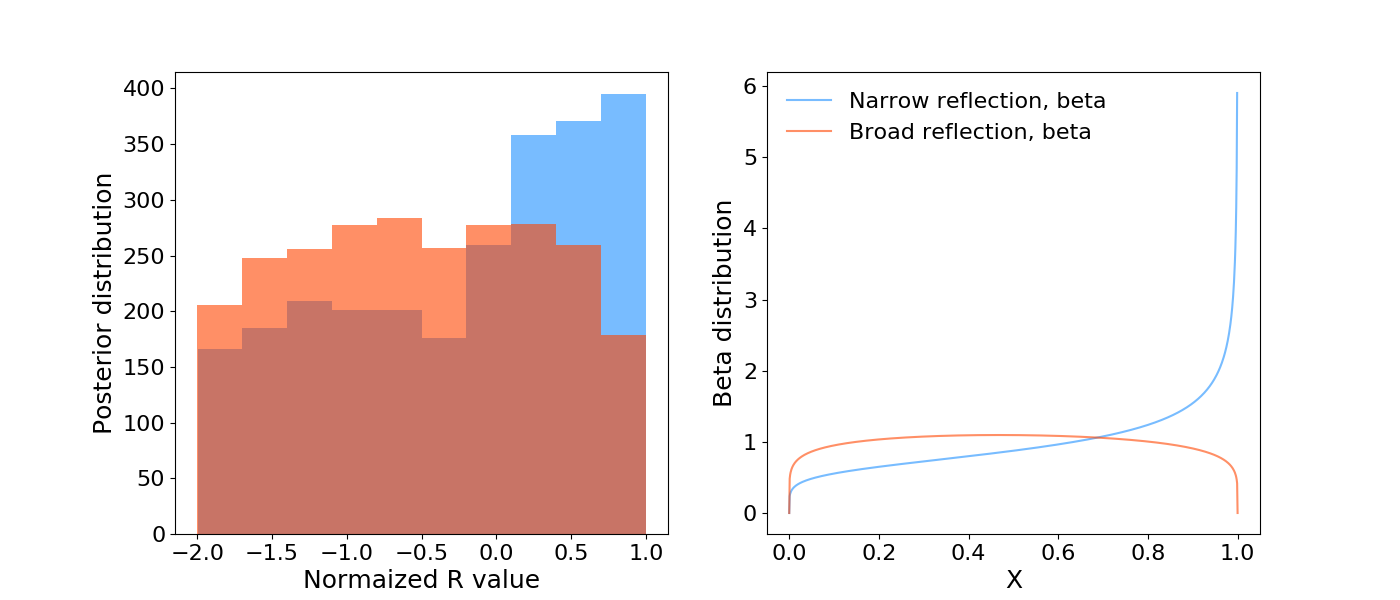 400
350
300
250
200
150
100
50
0
Posterior distribution
−2.0 −1.5 −1.0 −0.5 0.0 0.5 1.0
Normaized R value
6
5
4
3
2
1
0
Beta distribution
Narrow reflection, beta
Broad reflection, beta
0.0 0.2 0.4 0.6 0.8 1.0
X